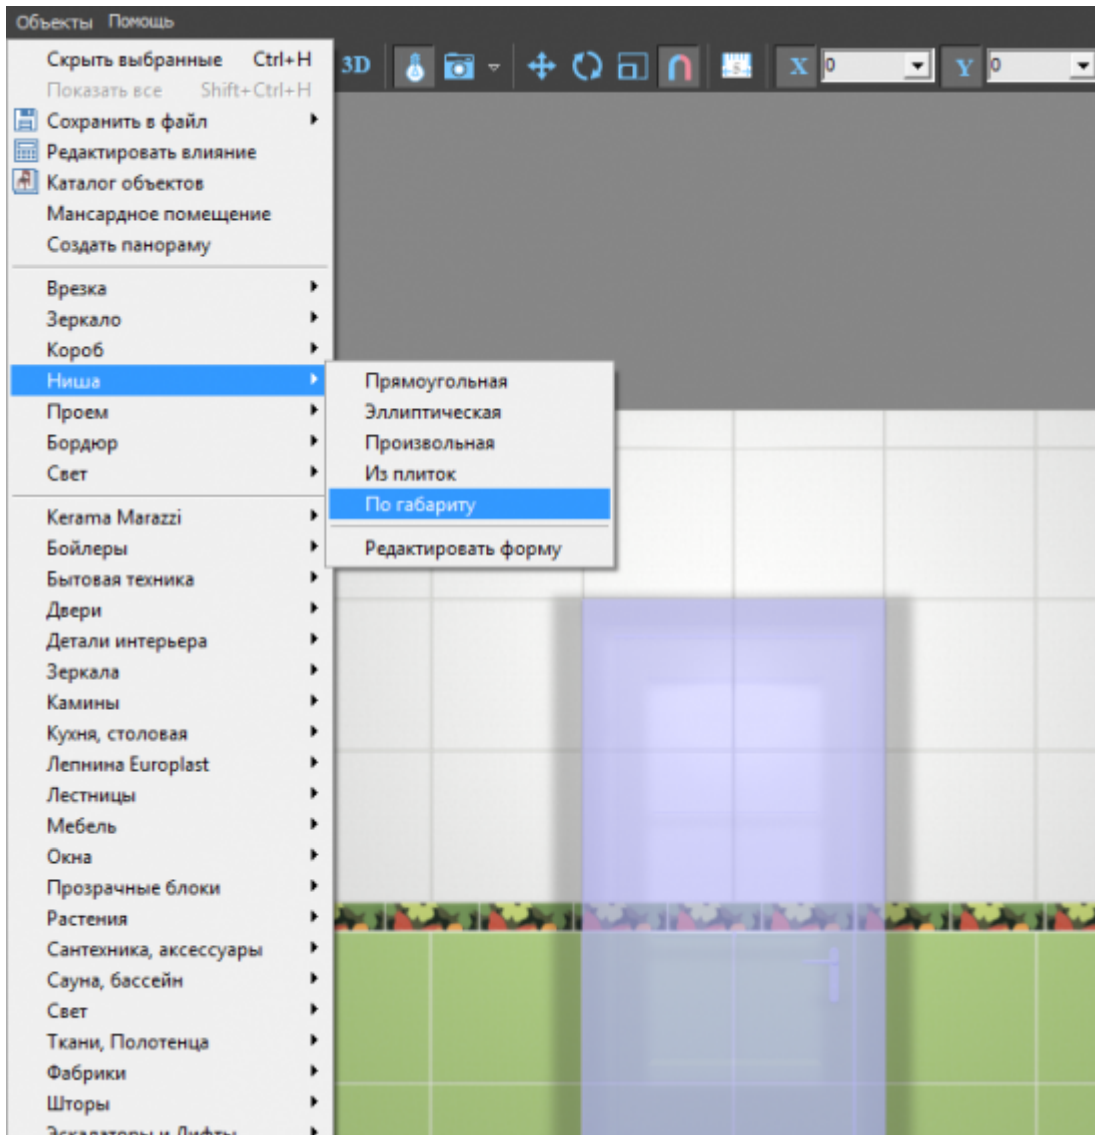 Объекты Помощь
Скрыть выбранные Ctrl+H
Показать все Shift+Ctrl+H
Сохранить в файл
Редактировать влияние
Каталог объектов
Мансардное помещение
Создать панораму
3D
X 0 Y 0
Врезка
Зеркало
Короб
Ниша
Проем
Бордюр
Свет
Прямоугольная
Эллиптическая
Произвольная
Из плиток
По габариту
Редактировать форму
Kerama Marazzi
Бойлеры
Бытовая техника
Двери
Детали интерьера
Зеркала
Камины
Кухня, столовая
Лепнина Europlast
Лестницы
Мебель
Окна
Прозрачные блоки
Растения
Сантехника, аксессуары
Сауна, бассейн
Свет
Ткани, Полотенца
Фабрики
Шторы
Эскалаторы и Лифты